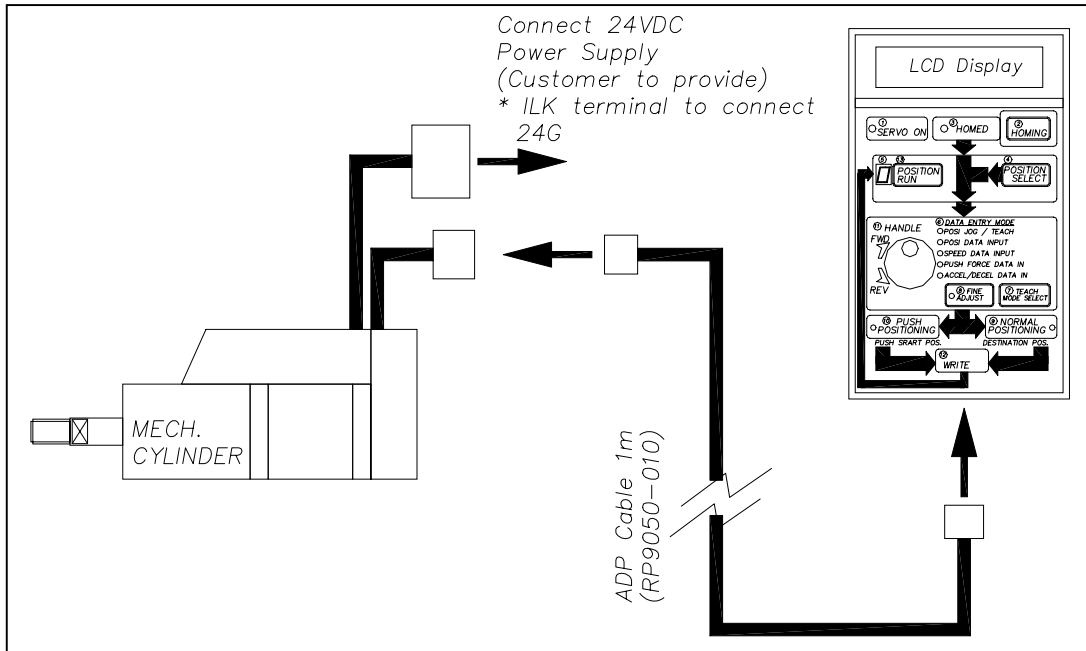 Connect 24VDC
Power Supply
(Customer to provide)
* ILK terminal to connect
24G
MECH.
CYLINDER
ADP Cable 1m
(RP9050-010)
LCD Display
① SERVO ON
③ HOMED
② HOMING
⑤
⑬ POSITION
RUN
④ POSITION
SELECT
⑪ HANDLE
FWD
REV
⑥ DATA ENTRY MODE
POSI JOG / TEACH
POSI DATA INPUT
SPEED DATA INPUT
PUSH FORCE DATA IN
ACCEL/DECEL DATA IN
⑧ FINE
ADJUST
⑦ TEACH
MODE SELECT
⑩ PUSH
POSITIONING
⑨ NORMAL
POSITIONING
PUSH SRART POS.
DESTINATION POS.
⑫
WRITE